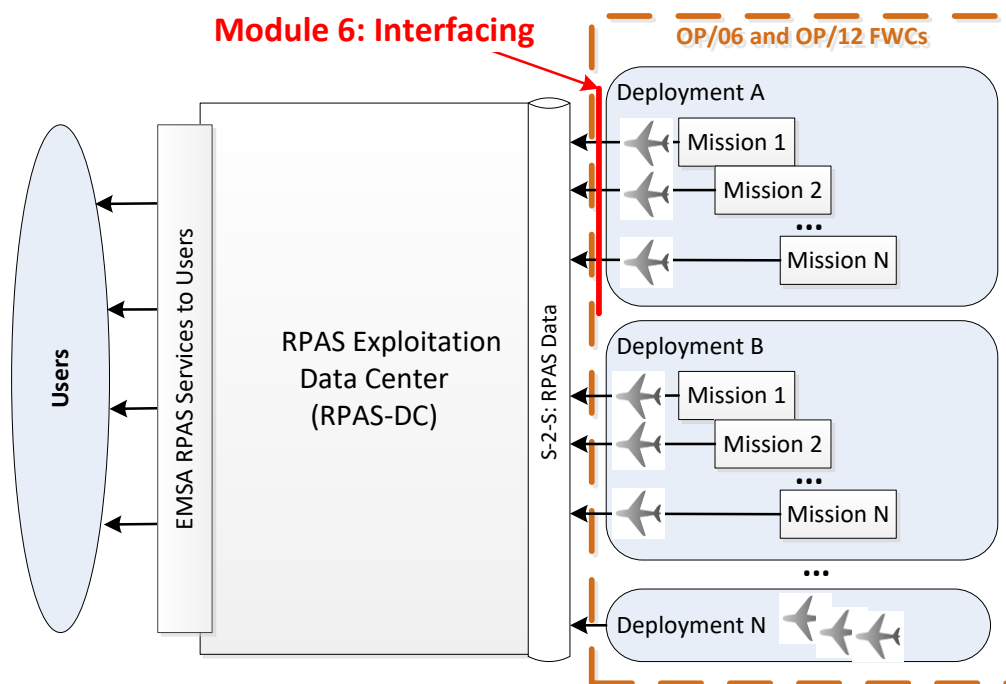 Module 6: Interfacing
OP/06 and OP/12 FWCs
Users
EMSA RPAS Services to Users
RPAS Exploitation
Data Center
(RPAS-DC)
S-2-S: RPAS Data
Deployment A
Mission 1
Mission 2
...
Mission N
Deployment B
Mission 1
Mission 2
...
Mission N
...
Deployment N